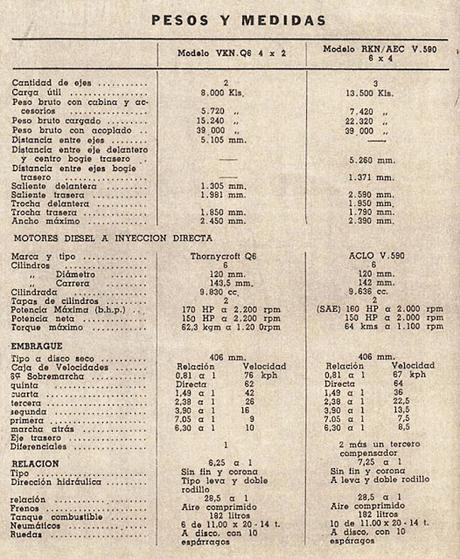 PESOS Y MEDIDAS
Modelo VKN.Q6 4 x 2 Modelo RKN/AEC V.590
6 x 4
Cantidad de ejes ........... 2 3
Carga útil ................. 8.000 Kls. 13.500 Kls.
Peso bruto con cabina y ac-
cesorios ................ 5.720 ,, 7.420 ,,
Peso bruto cargado ......... 15.240 ,, 22.320 ,,
Peso bruto con acoplado .. 39.000 ,, 39.000 ,,
Distancia entre ejes ........ 5.105 mm. ——
Distancia entre eje delantero
y centro bogie trasero .. —— 5.260 mm.
Distancia entre ejes bogie
trasero .................. —— 1.371 mm.
Saliente delantera .......... 1.305 mm.
Saliente trasera ............ 1.981 mm. 2.590 mm.
Trocha delantera ........... 1.950 mm.
Trocha trasera ............. 1.850 mm. 1.790 mm.
Ancho máximo ............. 2.450 mm. 2.390 mm.
MOTORES DIESEL A INYECCION DIRECTA
Marca y tipo ............... Thornycroft Q6 ACLO V.590
Cilindros .................. 6 6
,, Diámetro ........... 120 mm. 120 mm.
,, Carrera ............. 143,5 mm. 142 mm.
Cilindrada ................. 9.830 cc. 9.636 cc.
Tapas de cilindros ......... 2 2
Potencia Máxima (b.h.p.) .. 170 HP a 2.200 rpm (SAE) 160 HP a 2.000 rpm
Potencia neta .............. 150 HP a 2.200 rpm 150 HP a 2.000 rpm
Torque máximo ............. 62,3 kgm a 1.20 0rpm 64 kms a 1.100 rpm
EMBRAGUE
Tipo a disco seco .......... 406 mm. 406 mm.
Caja de Velocidades ....... Relación Velocidad Relación Velocidad
Sobremarcha ............ 0,81 a 1 76 kph 0,81 a 1 67 kph
quinta ..................... Directa 62 Directa 64
cuarta ..................... 1,49 a 1 42 1,49 a 1 36
tercera .................... 2,38 a 1 26 2,38 a 1 22,5
segunda ................... 3,90 a 1 16 3,90 a 1 13,5
primera .................... 7,05 a 1 9 7,05 a 1 7,5
marcha atrás .............. 6,30 a 1 10 6,30 a 1 8,5
Eje trasero ................
Diferenciales ............... 1 2 más un tercero
compensador
RELACION .................. 6,25 a 1 7,25 a 1
Tipo ....................... Sin fin y corona Sin fin y corona
Dirección hidráulica ........ Tipo leva y doble A leva y doble rodillo
rodillo
relación ................... 28,5 a 1 28,5 a 1
Frenos ..................... Aire comprimido Aire comprimido
Tanque combustible ........ 182 litros 182 litros
Neumáticos ................ 6 de 11.00 x 20 - 14 t. 10 de 11.00 x 20 - 14 t.
Ruedas .................... A disco, con 10 A disco, con 10
espárragos espáragos